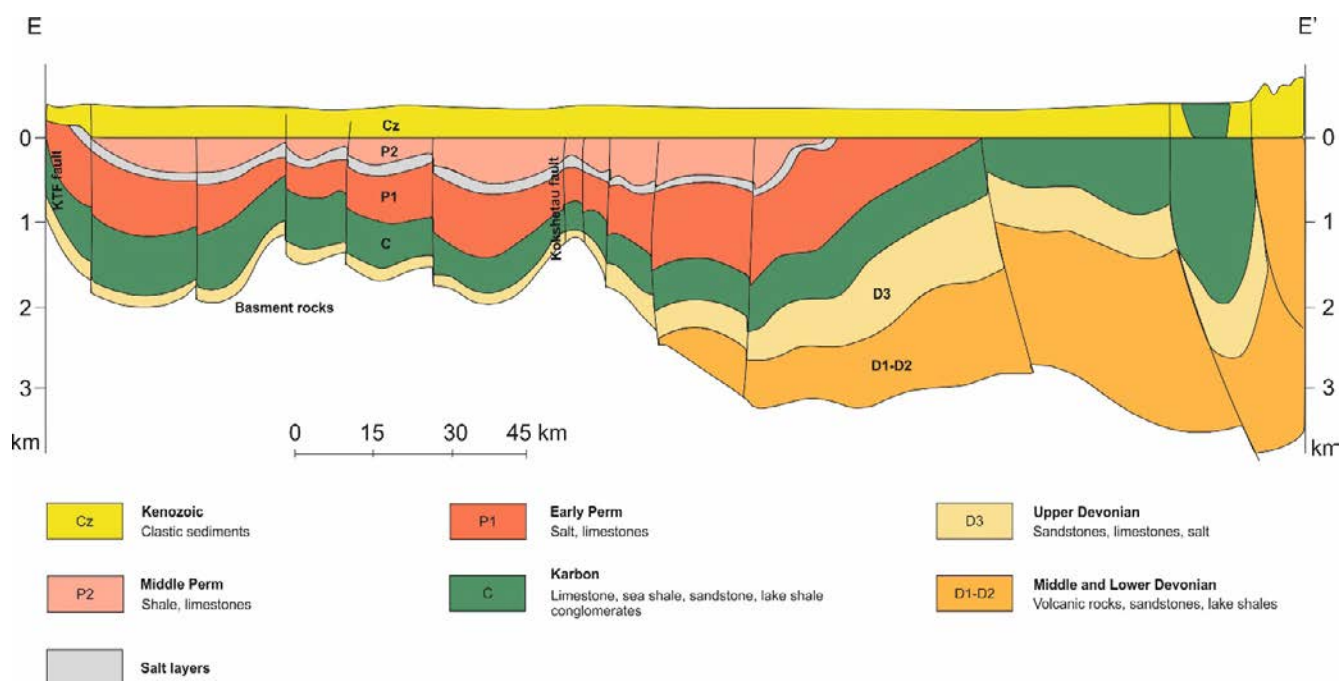 E E’
Cz
0 0
P2
KTF fault
Kokshetau fault
P1
1 1
C
D3
2 Basment rocks 2
D1-D2
3 3
km km
0 15 30 45 km
Cz Kenozoic
Clastic sediments
P1 Early Perm
Salt, limestones
D3 Upper Devonian
Sandstones, limestones, salt
P2 Middle Perm
Shale, limestones
C Karbon
Limestone, sea shale, sandstone, lake shale
conglomerates
D1-D2 Middle and Lower Devonian
Volcanic rocks, sandstones, lake shales
Salt layers